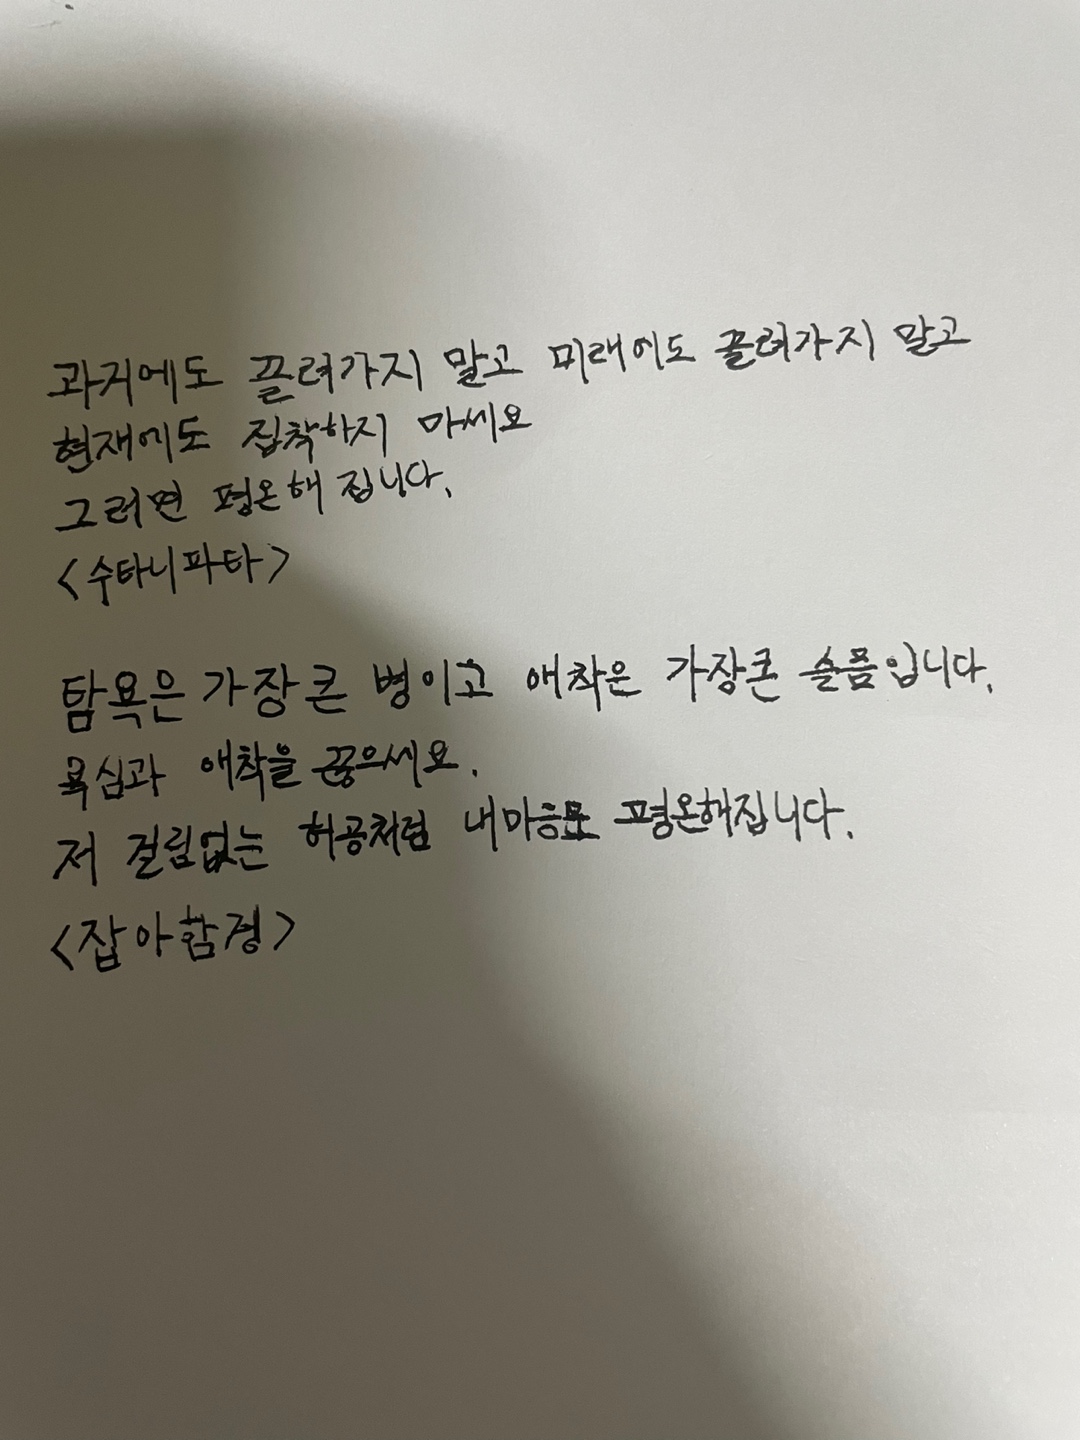 과거에도 끌려가지 말고 미래에도 끌려가지 말고
현재에도 집착하지 마세요
그러면 평온해 집니다.
<수타니파타>
탐욕은 가장큰 병이고 애착은 가장큰 슬픔입니다.
욕심과 애착을 끊으세요.
저 걸림없는 허공처럼 내마음도 평온해집니다.
<잡아함경>